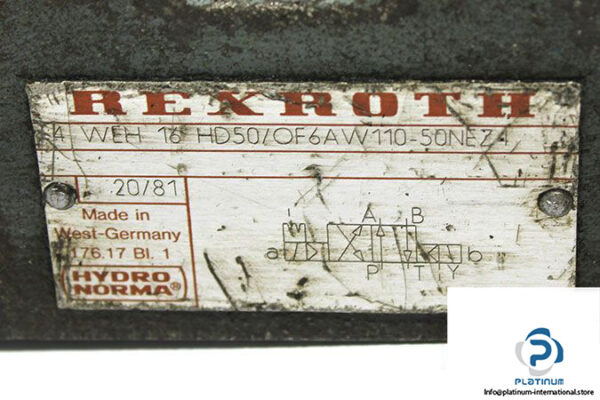 REXROTH
4 WEH 16 HD50/OF6AW110-50NEZ4
20/81
Made in
West-Germany
176.17 Bl. 1
HYDRO
NORMA®
A B
a b
P T Y
PLATINUM
Info@platinum-international.store